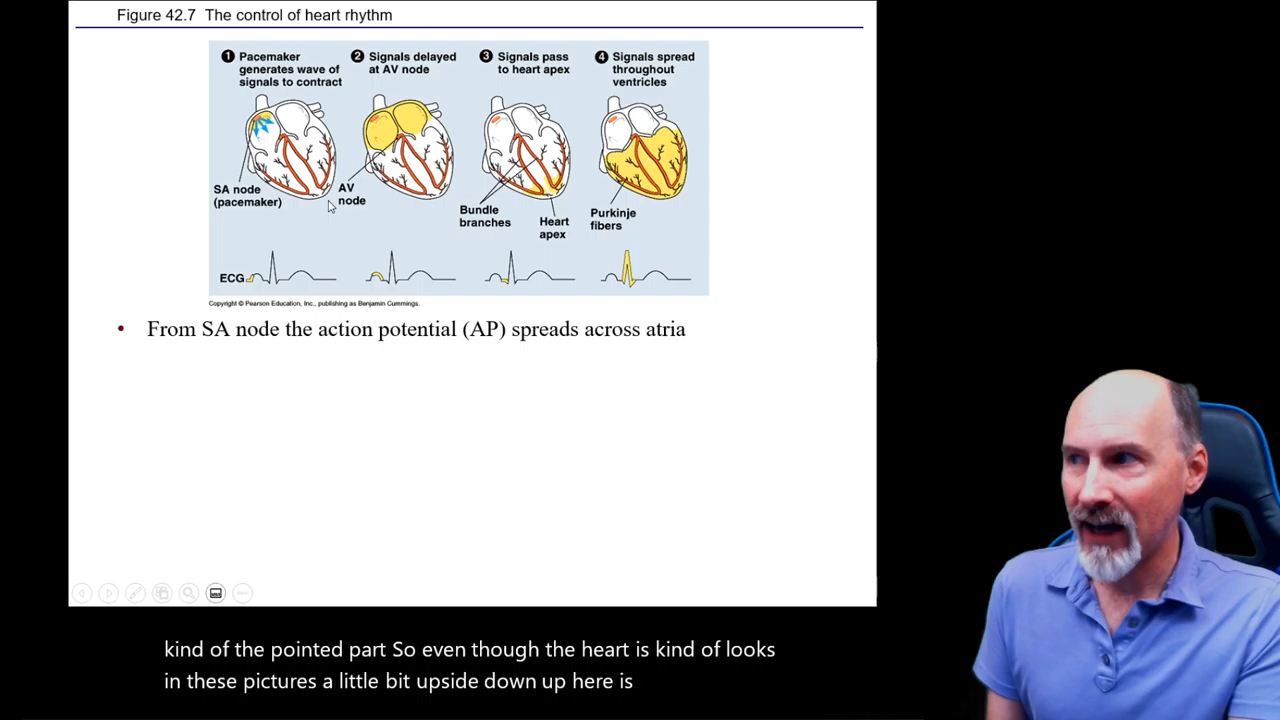 Figure 42.7 The control of heart rhythm
1 Pacemaker
generates wave of
signals to contract
2 Signals delayed
at AV node
3 Signals pass
to heart apex
4 Signals spread
throughout
ventricles
SA node
(pacemaker)
AV
node
Bundle
branches
Heart
apex
Purkinje
fibers
ECG
Copyright © Pearson Education, Inc., publishing as Benjamin Cummings.
• From SA node the action potential (AP) spreads across atria
kind of the pointed part So even though the heart is kind of looks
in these pictures a little bit upside down up here is